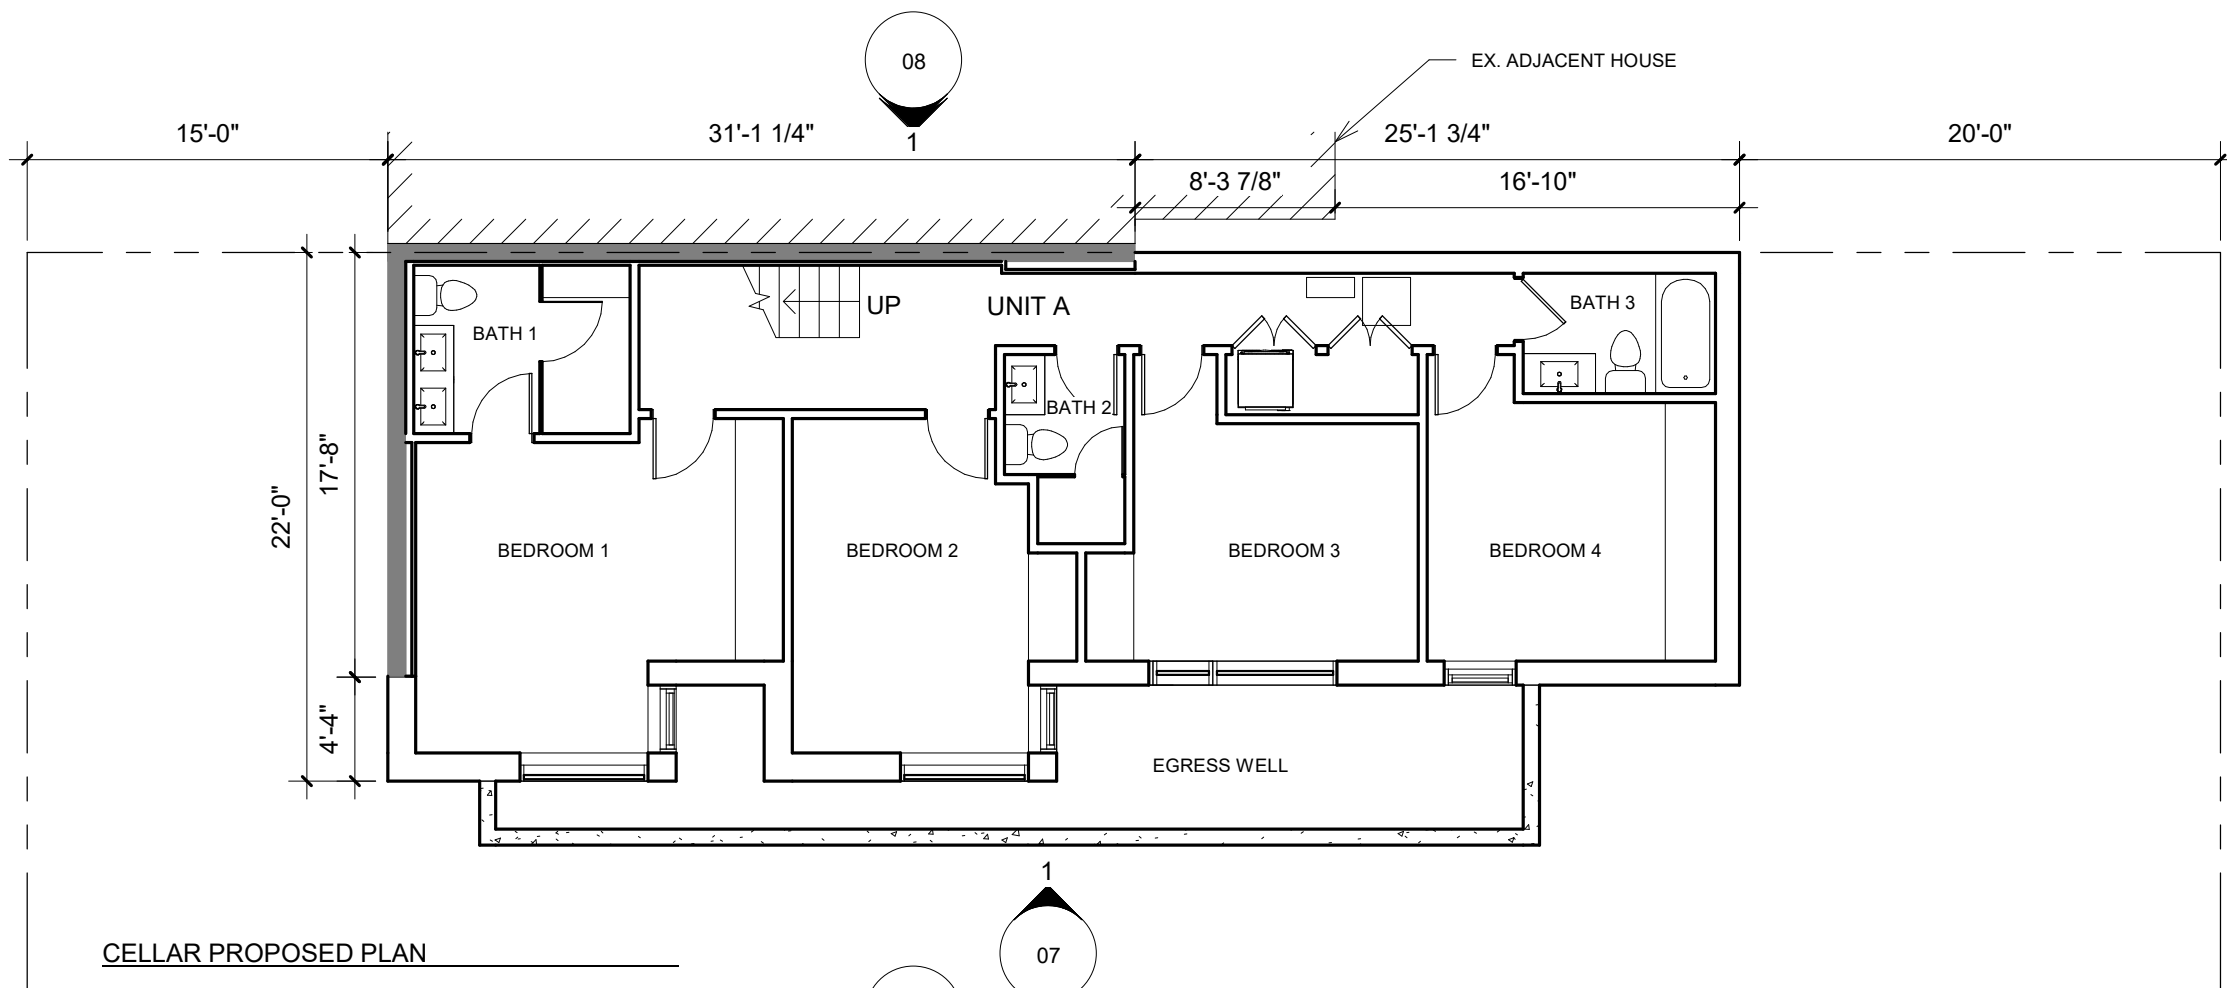 08
EX. ADJACENT HOUSE
15'-0"
31'-1 1/4"
1
25'-1 3/4"
20'-0"
8'-3 7/8"
16'-10"
UP
UNIT A
BATH 3
BATH 1
BATH 2
17'-8"
22'-0"
BEDROOM 1
BEDROOM 2
BEDROOM 3
BEDROOM 4
4'-4"
EGRESS WELL
1
CELLAR PROPOSED PLAN
07